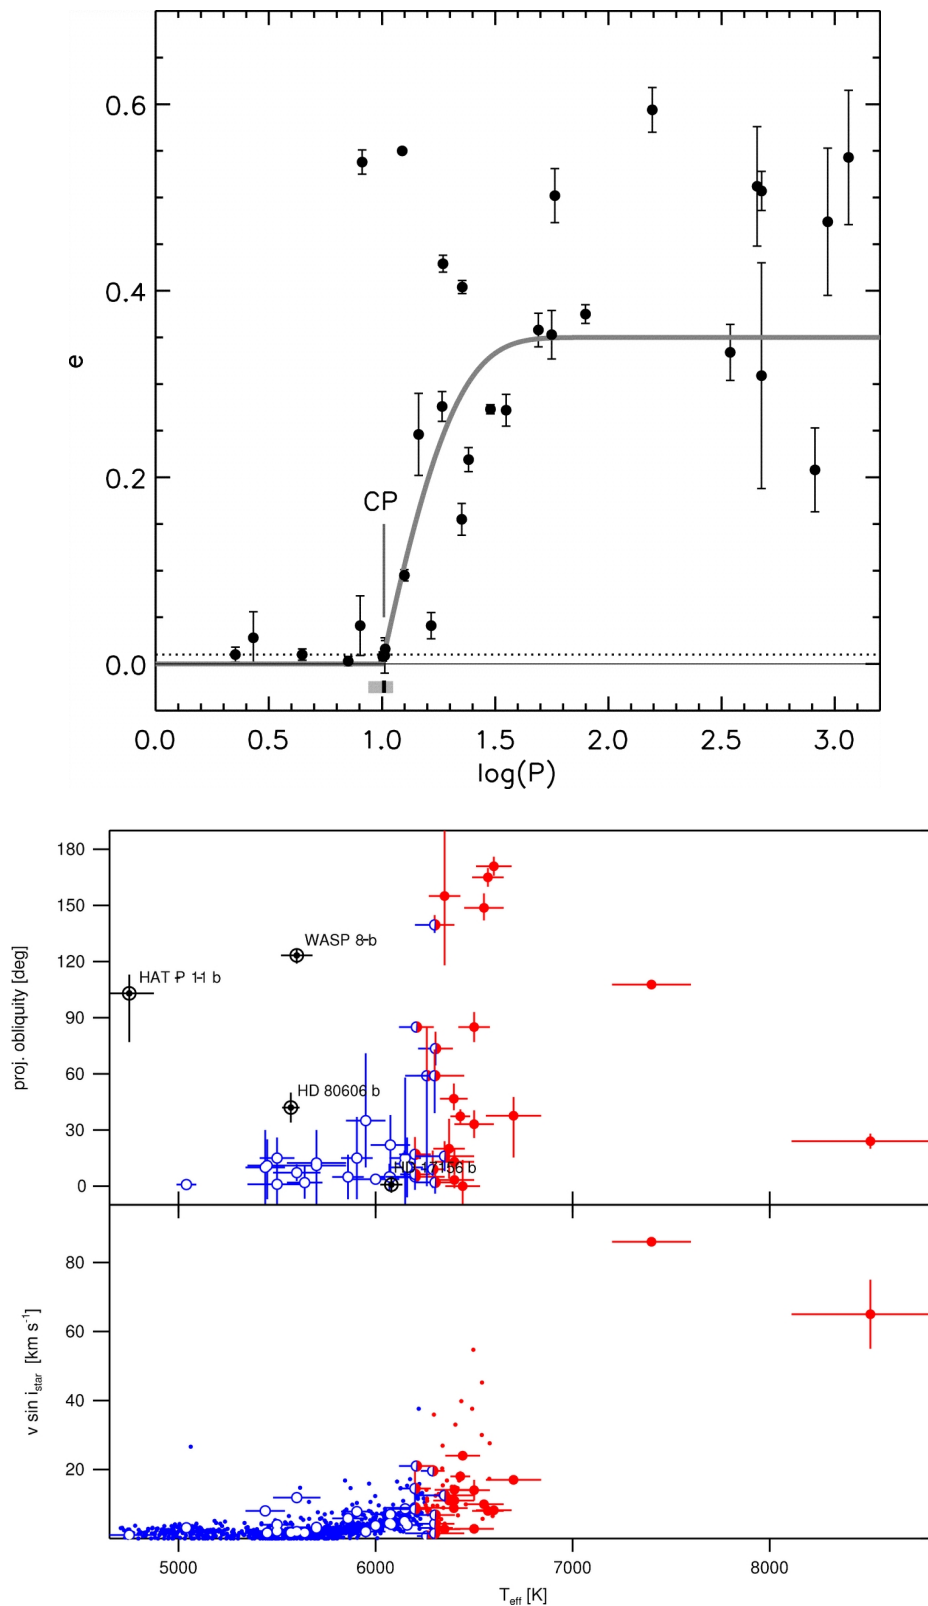 0.6
0.4
e
0.2
CP
0.0
0.0 0.5 1.0 1.5 2.0 2.5 3.0
log(P)
180
150
WASP 8-b
120
HAT-P 11 b
90
proj. obliquity [deg]
60
HD 80606 b
30
HD 17156 b
0
80
60
v sin i_star [km s^-1]
40
20
5000 6000 7000 8000
T_eff [K]